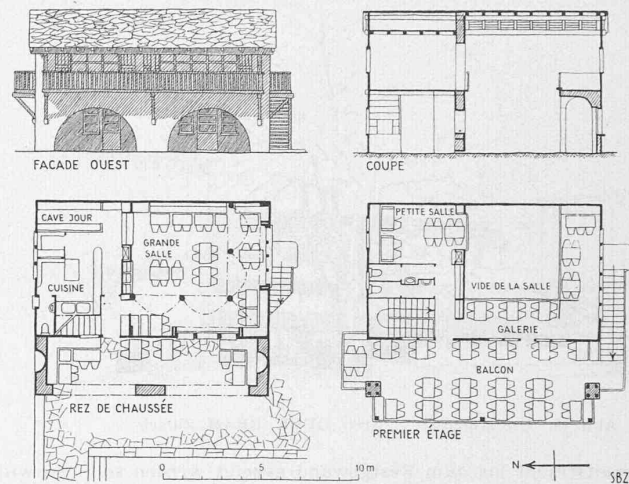 FACADE OUEST
COUPE
CAVE JOUR
GRANDE
SALLE
CUISINE
REZ DE CHAUSSÉE
PETITE SALLE
VIDE DE LA SALLE
GALERIE
BALCON
PREMIER ÉTAGE
0 5 10 m
N
SBZ